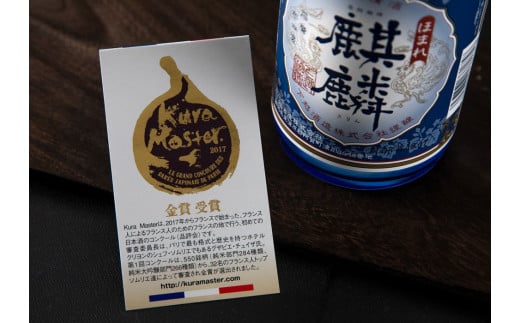 Kura
Master
2017
LE GRAND CONCOURS DES
SAKES JAPONAIS DE PARIS
金賞 受賞
Kura Masterは、2017年からフランスで始まった、フランス
人によるフランス人のためのフランスの地で行う、初めての
日本酒のコンクール（品評会）です。
審査委員長は、パリで最も格式と歴史を持つホテル
クリヨンのシェフ・ソムリエでもあるグザビエ・チュイザ氏。
第1回コンクールは、550銘柄（純米部門284種類、
純米大吟醸部門266種類）から、32名のフランス人トップ
ソムリエ達によって審査され金賞が選出されました。
http://kuramaster.com
ほまれ
麒麟
きりん